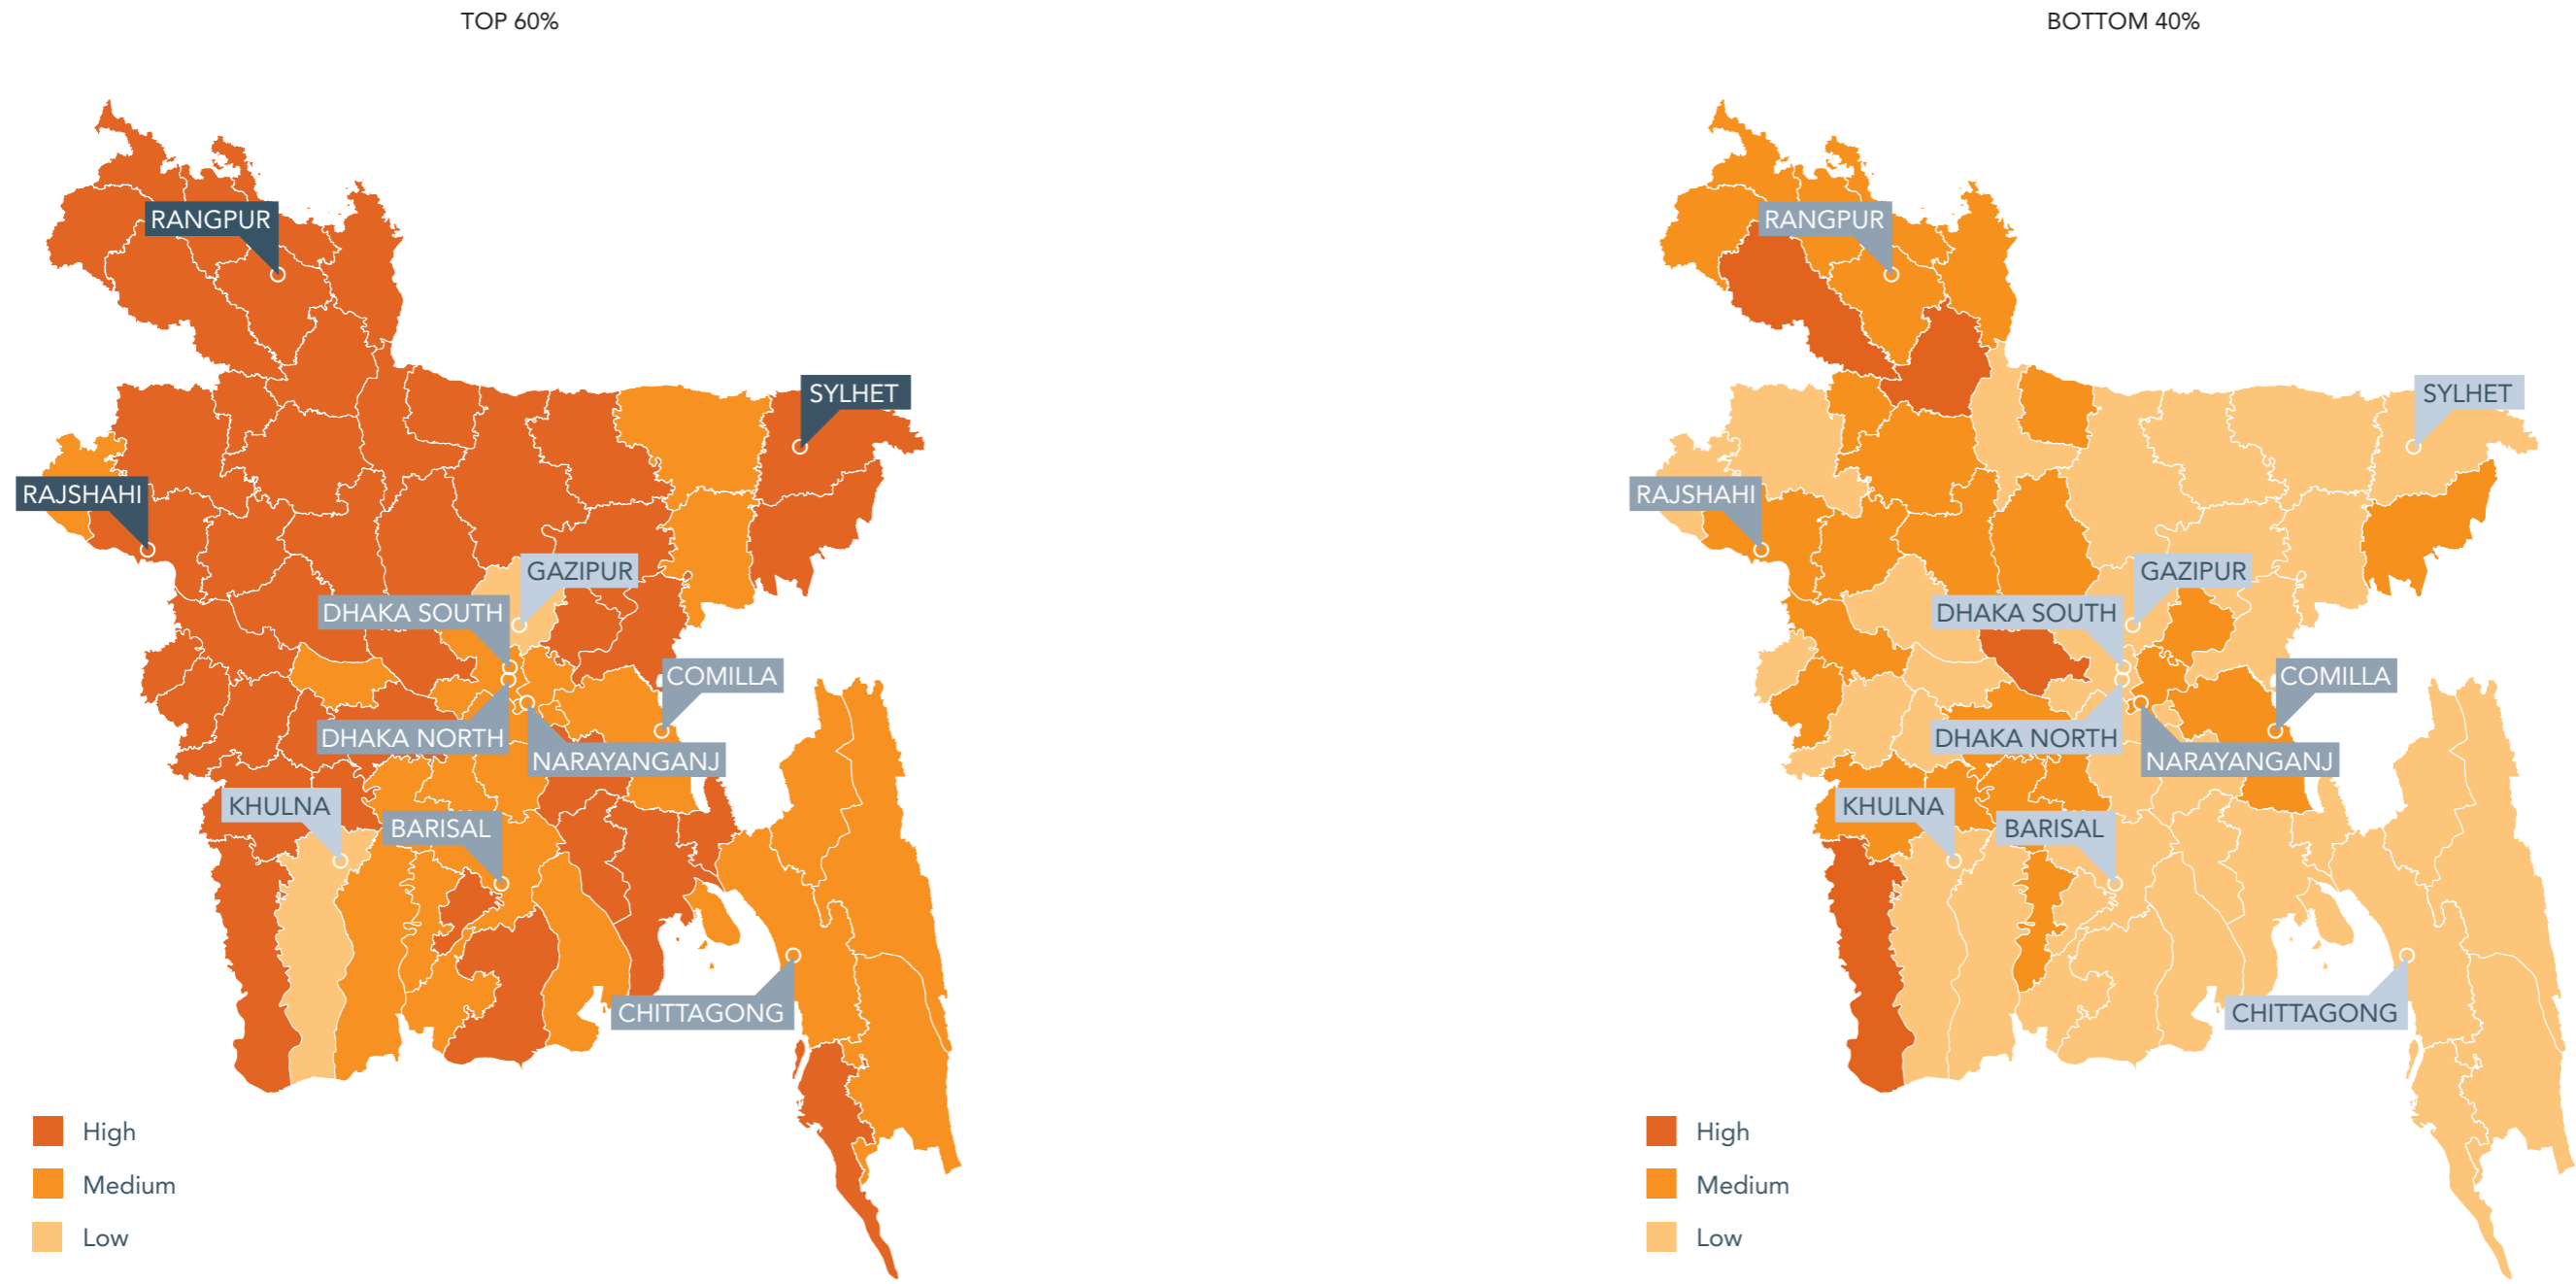 TOP 60%
RANGPUR
SYLHET
RAJSHAHI
GAZIPUR
DHAKA SOUTH
COMILLA
DHAKA NORTH
NARAYANGANJ
KHULNA
BARISAL
CHITTAGONG
High
Medium
Low
BOTTOM 40%
RANGPUR
SYLHET
RAJSHAHI
GAZIPUR
DHAKA SOUTH
COMILLA
DHAKA NORTH
NARAYANGANJ
KHULNA
BARISAL
CHITTAGONG
High
Medium
Low